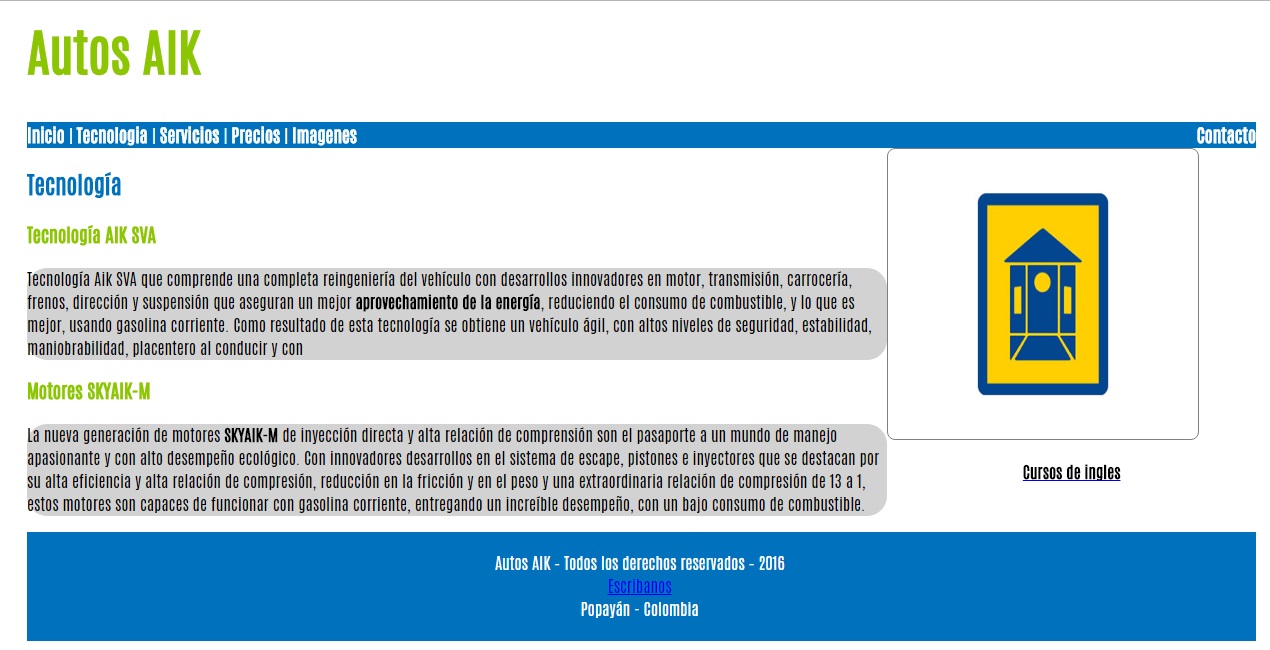 Autos AIK
Inicio | Tecnologia | Servicios | Precios | Imagenes Contacto
Tecnología
Tecnología AIK SVA
Tecnología Aik SVA que comprende una completa reingeniería del vehículo con desarrollos innovadores en motor, transmisión, carrocería,
frenos, dirección y suspensión que aseguran un mejor aprovechamiento de la energía, reduciendo el consumo de combustible, y lo que es
mejor, usando gasolina corriente. Como resultado de esta tecnología se obtiene un vehículo ágil, con altos niveles de seguridad, estabilidad,
maniobrabilidad, placentero al conducir y con
Motores SKYAIK-M
La nueva generación de motores SKYAIK-M de inyección directa y alta relación de comprensión son el pasaporte a un mundo de manejo
apasionante y con alto desempeño ecológico. Con innovadores desarrollos en el sistema de escape, pistones e inyectores que se destacan por
su alta eficiencia y alta relación de compresión, reducción en la fricción y en el peso y una extraordinaria relación de compresión de 13 a 1,
estos motores son capaces de funcionar con gasolina corriente, entregando un increíble desempeño, con un bajo consumo de combustible.
Cursos de ingles
Autos AIK - Todos los derechos reservados - 2016
Escribanos
Popayán - Colombia